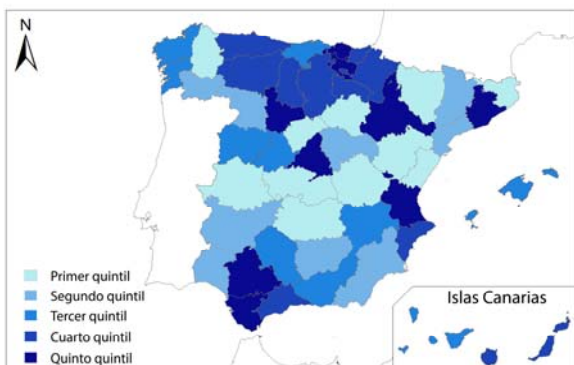 N
Primer quintil
Segundo quintil
Tercer quintil
Cuarto quintil
Quinto quintil
Islas Canarias